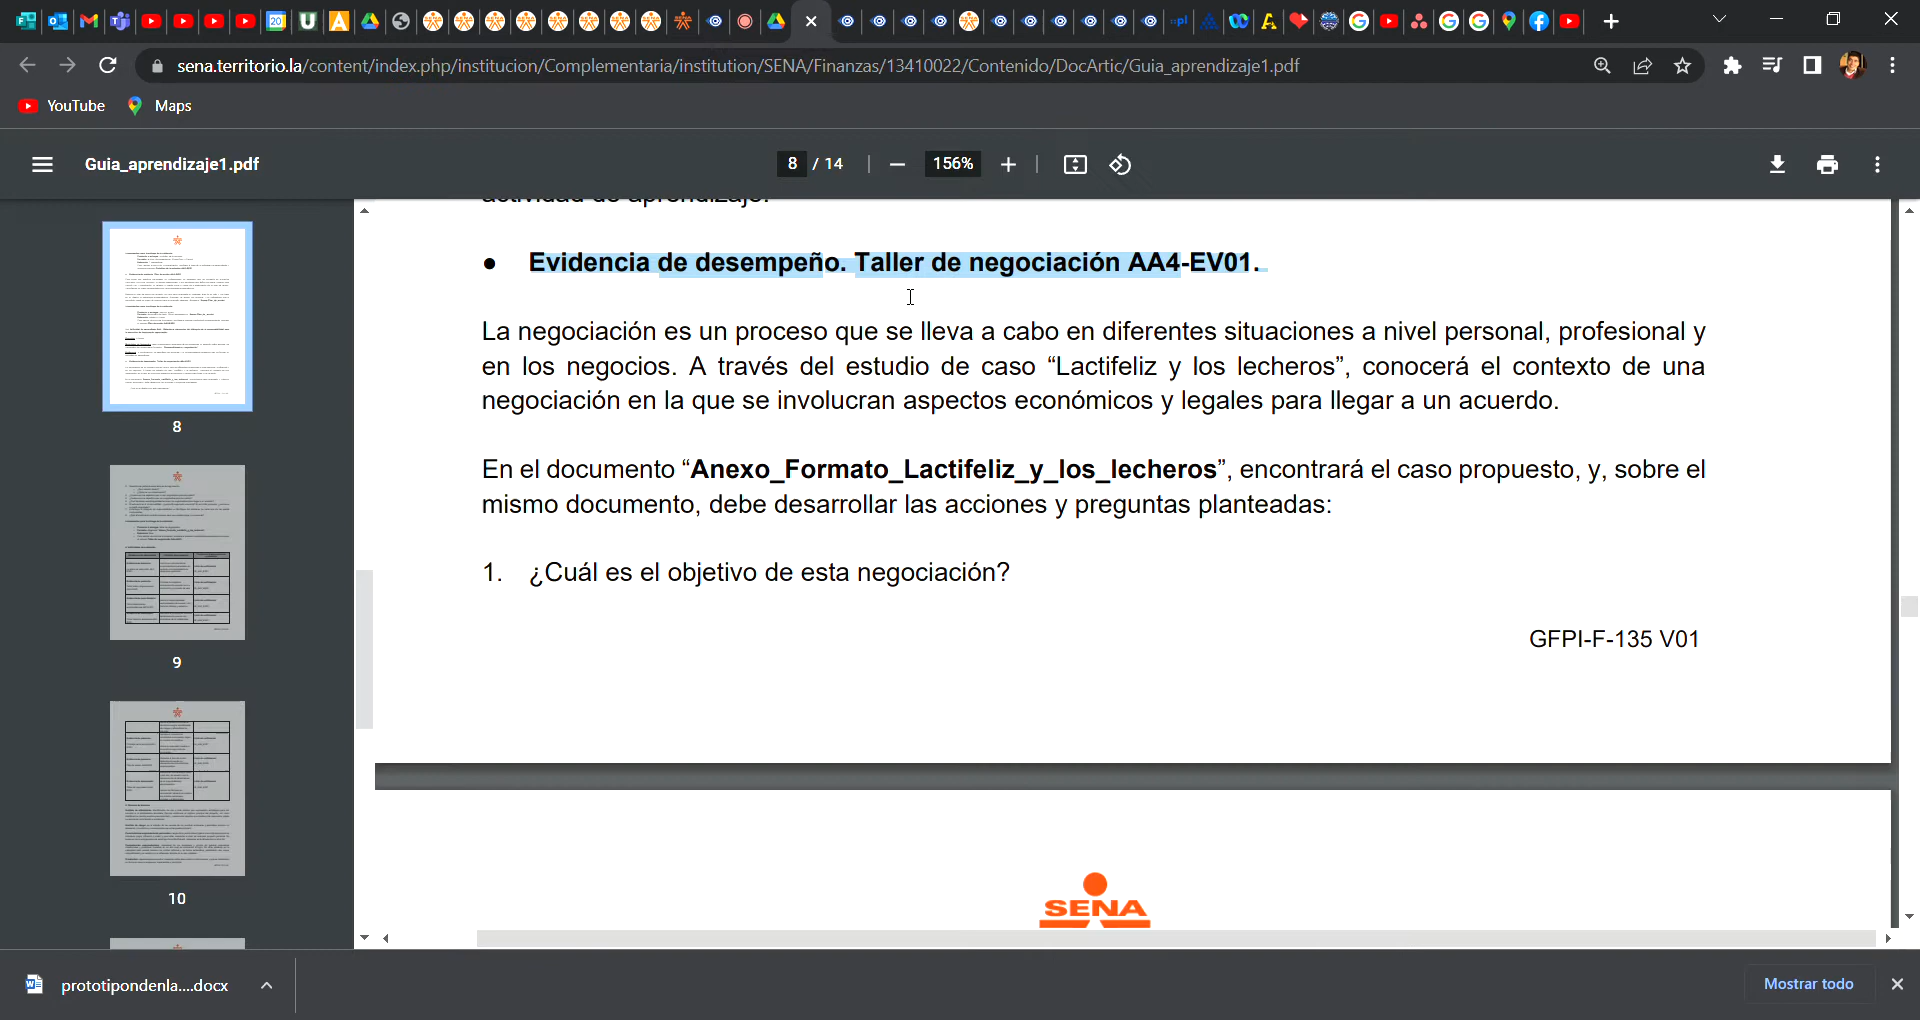 sena.territorio.la/content/index.php/institucion/Complementaria/institution/SENA/Finanzas/13410022/Contenido/DocArtic/Guia_aprendizaje1.pdf
YouTube Maps
Guia_aprendizaje1.pdf 8 / 14 156%
● Evidencia de desempeño. Taller de negociación AA4-EV01.
La negociación es un proceso que se lleva a cabo en diferentes situaciones a nivel personal, profesional y
en los negocios. A través del estudio de caso “Lactifeliz y los lecheros”, conocerá el contexto de una
negociación en la que se involucran aspectos económicos y legales para llegar a un acuerdo.
En el documento “Anexo_Formato_Lactifeliz_y_los_lecheros”, encontrará el caso propuesto, y, sobre el
mismo documento, debe desarrollar las acciones y preguntas planteadas:
1. ¿Cuál es el objetivo de esta negociación?
GFPI-F-135 V01
SENA
8
9
10
prototipondenla....docx
Mostrar todo